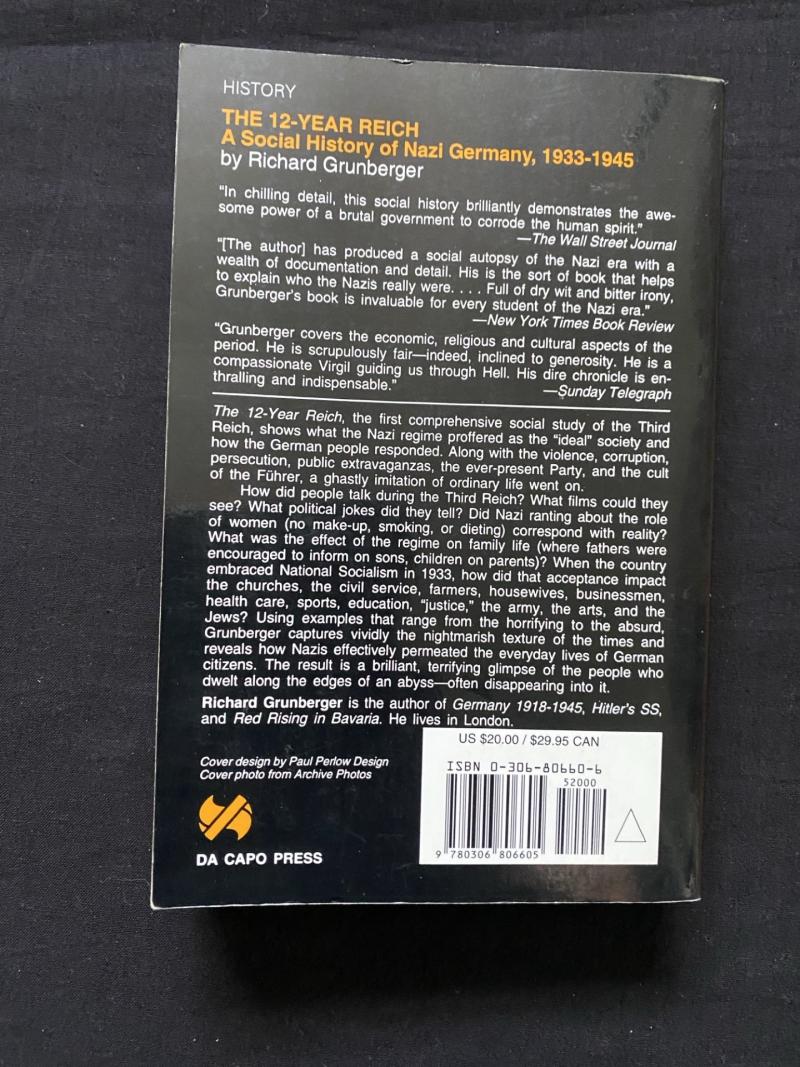 HISTORY
THE 12-YEAR REICH
A Social History of Nazi Germany, 1933-1945
by Richard Grunberger
“In chilling detail, this social history brilliantly demonstrates the awe-
some power of a brutal government to corrode the human spirit.”
—The Wall Street Journal
“[The author] has produced a social autopsy of the Nazi era with a
wealth of documentation and detail. His is the sort of book that helps
to explain who the Nazis really were. . . . Full of dry wit and bitter irony,
Grunberger's book is invaluable for every student of the Nazi era.”
—New York Times Book Review
“Grunberger covers the economic, religious and cultural aspects of the
period. He is scrupulously fair—indeed, inclined to generosity. He is a
compassionate Virgil guiding us through Hell. His dire chronicle is en-
thralling and indispensable.”
—Sunday Telegraph
The 12-Year Reich, the first comprehensive social study of the Third
Reich, shows what the Nazi regime proffered as the “ideal” society and
how the German people responded. Along with the violence, corruption,
persecution, public extravaganzas, the ever-present Party, and the cult
of the Führer, a ghastly imitation of ordinary life went on.
How did people talk during the Third Reich? What films could they
see? What political jokes did they tell? Did Nazi ranting about the role
of women (no make-up, smoking, or dieting) correspond with reality?
What was the effect of the regime on family life (where fathers were
encouraged to inform on sons, children on parents)? When the country
embraced National Socialism in 1933, how did that acceptance impact
the churches, the civil service, farmers, housewives, businessmen,
health care, sports, education, “justice,” the army, the arts, and the
Jews? Using examples that range from the horrifying to the absurd,
Grunberger captures vividly the nightmarish texture of the times and
reveals how Nazis effectively permeated the everyday lives of German
citizens. The result is a brilliant, terrifying glimpse of the people who
dwelt along the edges of an abyss—often disappearing into it.
Richard Grunberger is the author of Germany 1918-1945, Hitler's SS,
and Red Rising in Bavaria. He lives in London.
US $20.00 / $29.95 CAN
Cover design by Paul Perlow Design
Cover photo from Archive Photos
ISBN 0-306-80660-6
52000
9 780306 806605
DA CAPO PRESS